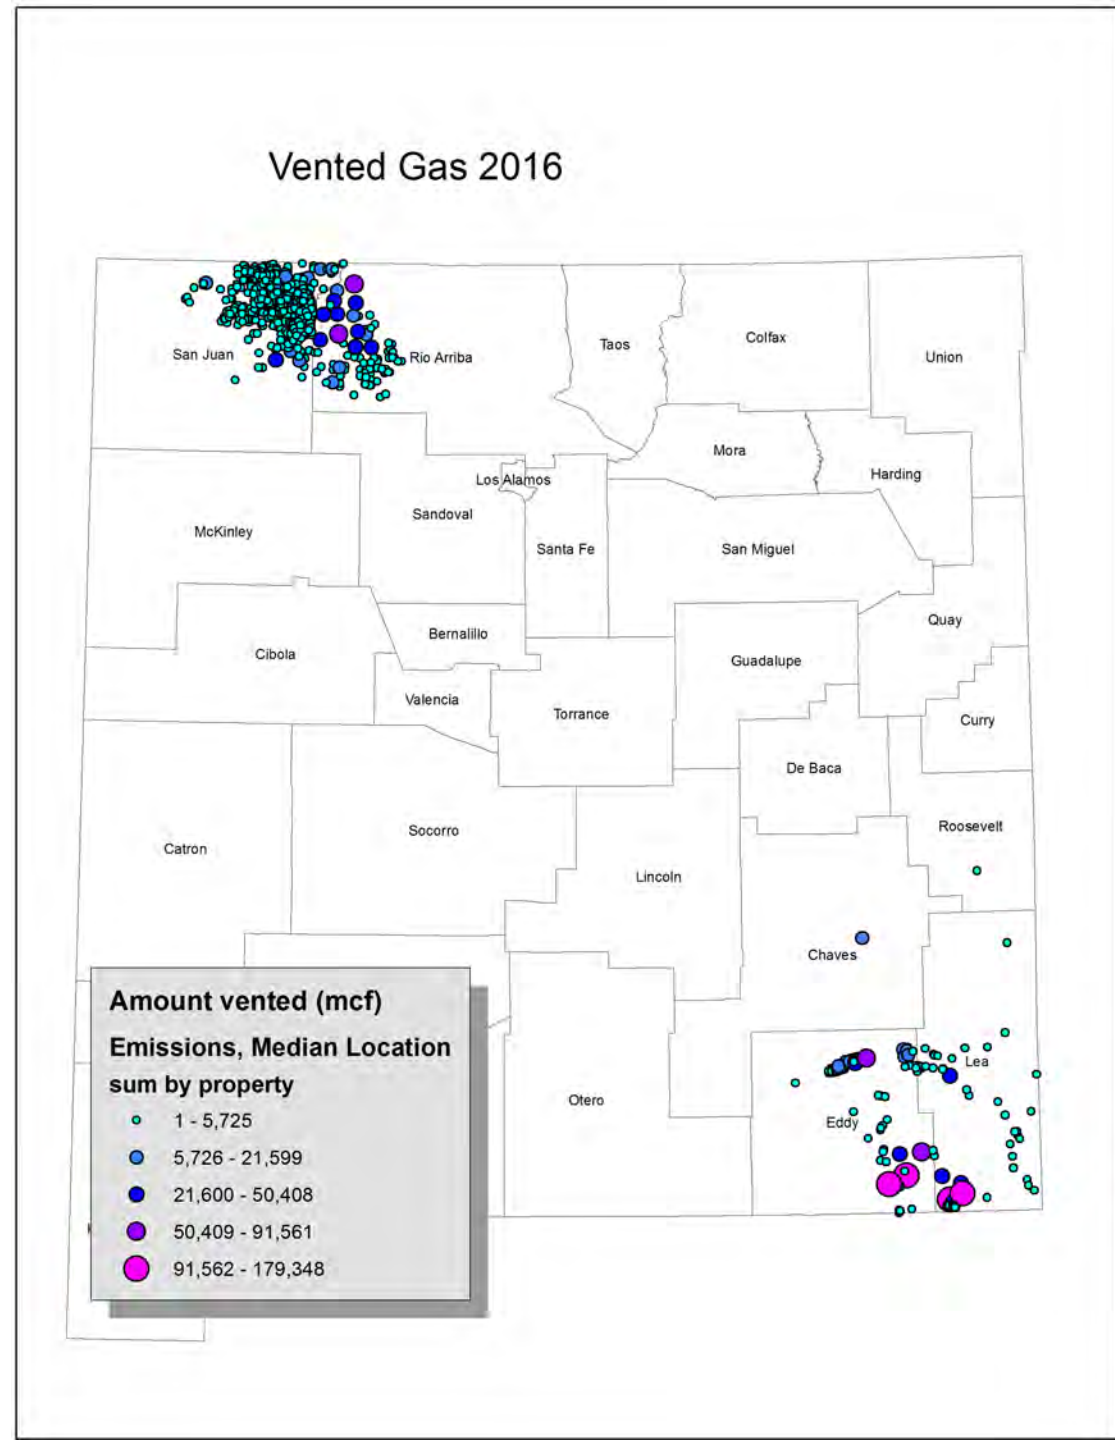 Vented Gas 2016
San Juan
Rio Arriba
Taos
Colfax
Union
Mora
Harding
Los Alamos
McKinley
Sandoval
Santa Fe
San Miguel
Quay
Bernalillo
Cibola
Guadalupe
Valencia
Torrance
Curry
De Baca
Socorro
Roosevelt
Catron
Lincoln
Chaves
Lea
Otero
Eddy
Amount vented (mcf)
Emissions, Median Location
sum by property
1 - 5,725
5,726 - 21,599
21,600 - 50,408
50,409 - 91,561
91,562 - 179,348